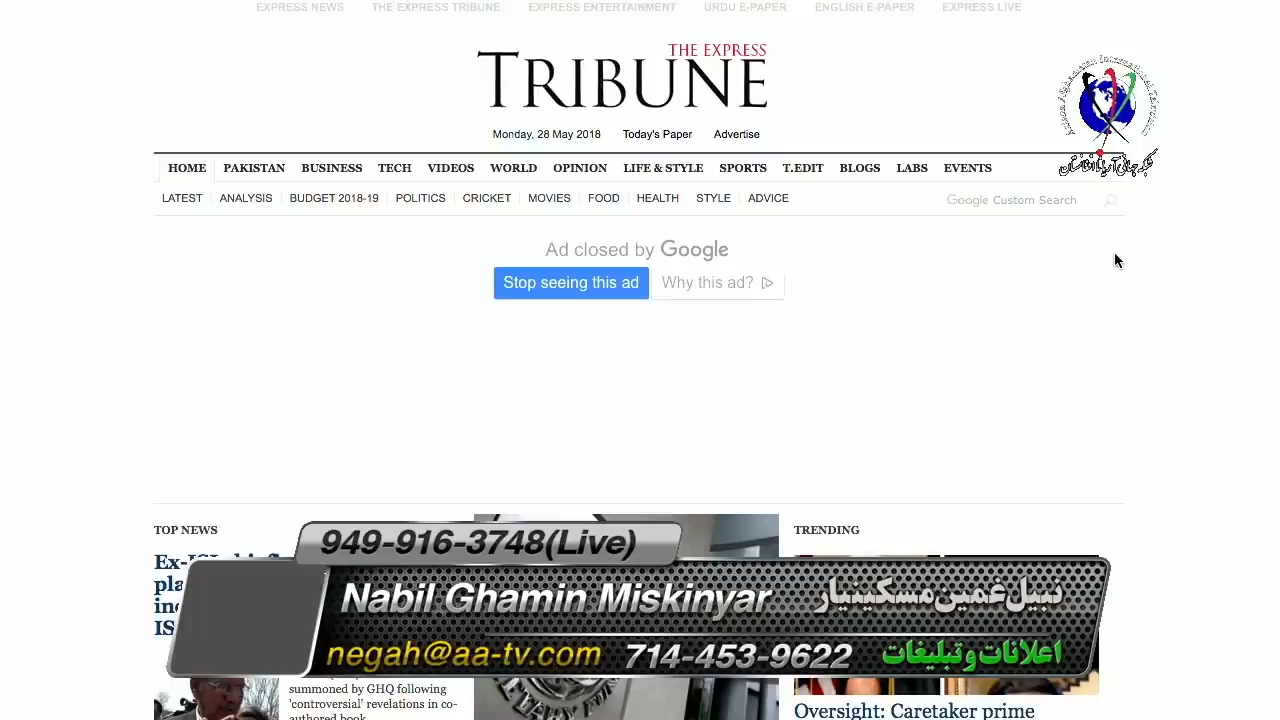 EXPRESS NEWS THE EXPRESS TRIBUNE EXPRESS ENTERTAINMENT URDU E-PAPER ENGLISH E-PAPER EXPRESS LIVE
THE EXPRESS
TRIBUNE
Monday, 28 May 2018 Today's Paper Advertise
HOME PAKISTAN BUSINESS TECH VIDEOS WORLD OPINION LIFE & STYLE SPORTS T.EDIT BLOGS LABS EVENTS
LATEST ANALYSIS BUDGET 2018-19 POLITICS CRICKET MOVIES FOOD HEALTH STYLE ADVICE Google Custom Search
Ad closed by Google
Stop seeing this ad Why this ad?
TOP NEWS
TRENDING
949-916-3748(Live)
Nabil Ghamin Miskinyar نبیل غمین مسکینیار
negah@aa-tv.com 714-453-9622 اعلانات و تبلیغات
summoned by GHQ following
'controversial' revelations in co-
authored book
Oversight: Caretaker prime